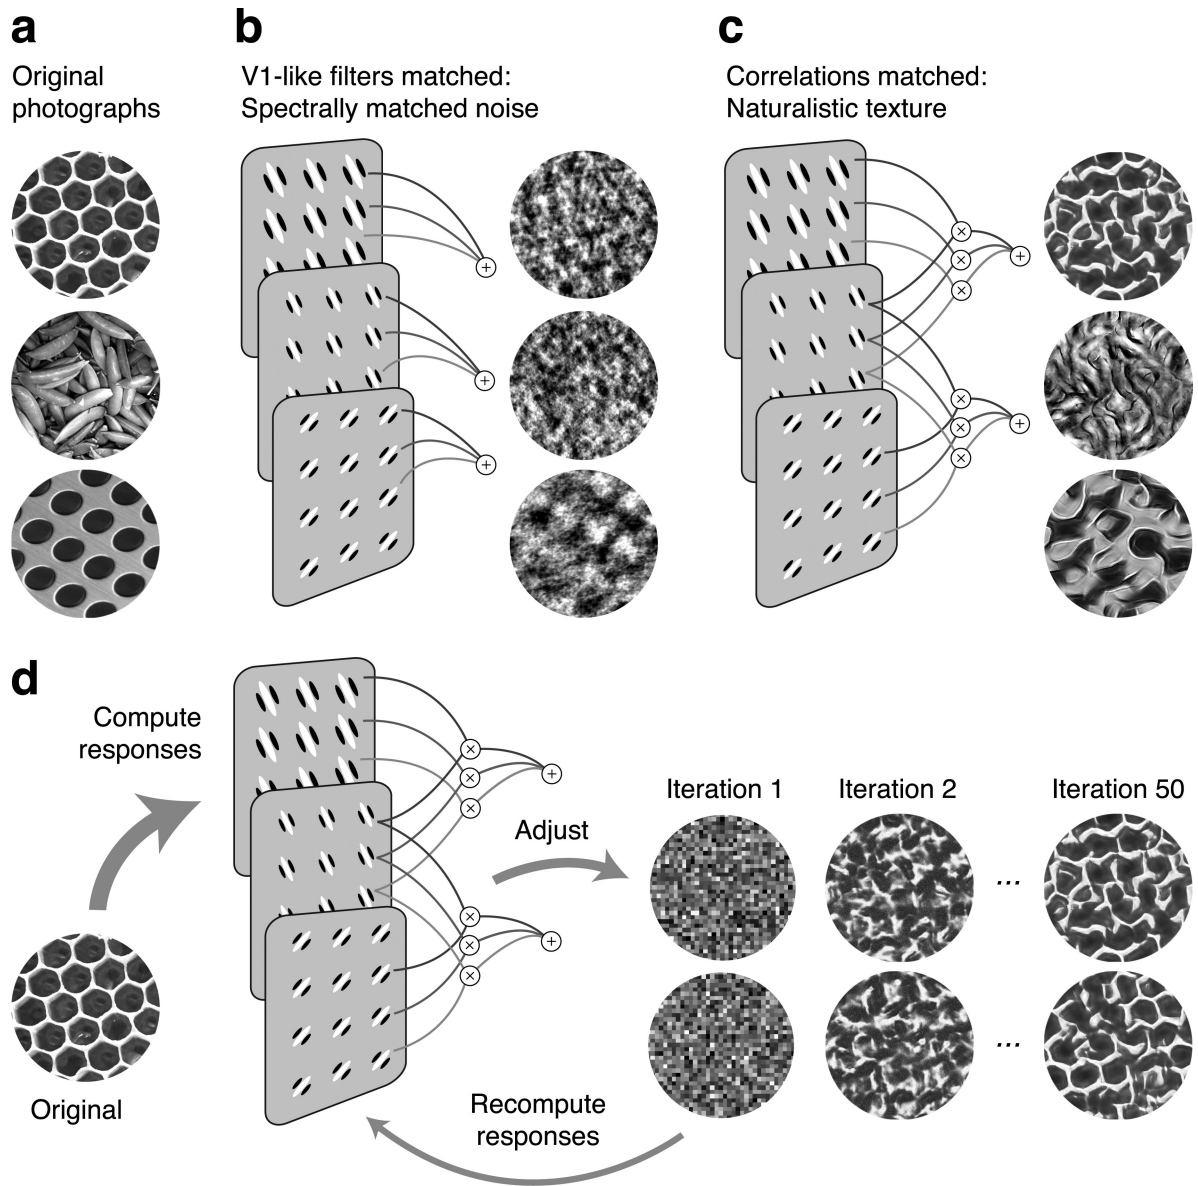 a
Original
photographs
b
V1-like filters matched:
Spectrally matched noise
+
+
+
c
Correlations matched:
Naturalistic texture
×
×
×
+
×
×
×
+
d
Compute
responses
Original
×
×
×
+
×
×
×
+
Adjust
Iteration 1
Iteration 2
Iteration 50
...
...
Recompute
responses